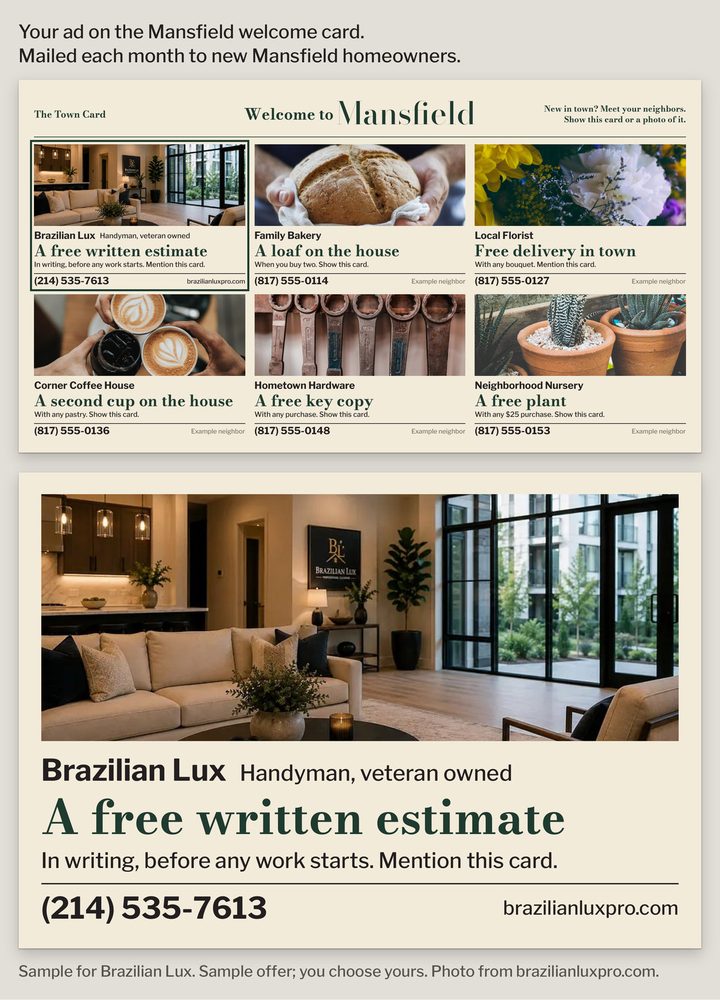 Your ad on the Mansfield welcome card.
Mailed each month to new Mansfield homeowners.
The Town Card
Welcome to Mansfield
New in town? Meet your neighbors.
Show this card or a photo of it.
Brazilian Lux Handyman, veteran owned
A free written estimate
In writing, before any work starts. Mention this card.
(214) 535-7613 brazilianluxpro.com
Family Bakery
A loaf on the house
When you buy two. Show this card.
(817) 555-0114 Example neighbor
Local Florist
Free delivery in town
With any bouquet. Mention this card.
(817) 555-0127 Example neighbor
Corner Coffee House
A second cup on the house
With any pastry. Show this card.
(817) 555-0136 Example neighbor
Hometown Hardware
A free key copy
With any purchase. Show this card.
(817) 555-0148 Example neighbor
Neighborhood Nursery
A free plant
With any $25 purchase. Show this card.
(817) 555-0153 Example neighbor
BL
BRAZILIAN LUX
Brazilian Lux Handyman, veteran owned
A free written estimate
In writing, before any work starts. Mention this card.
(214) 535-7613 brazilianluxpro.com
Sample for Brazilian Lux. Sample offer; you choose yours. Photo from brazilianluxpro.com.